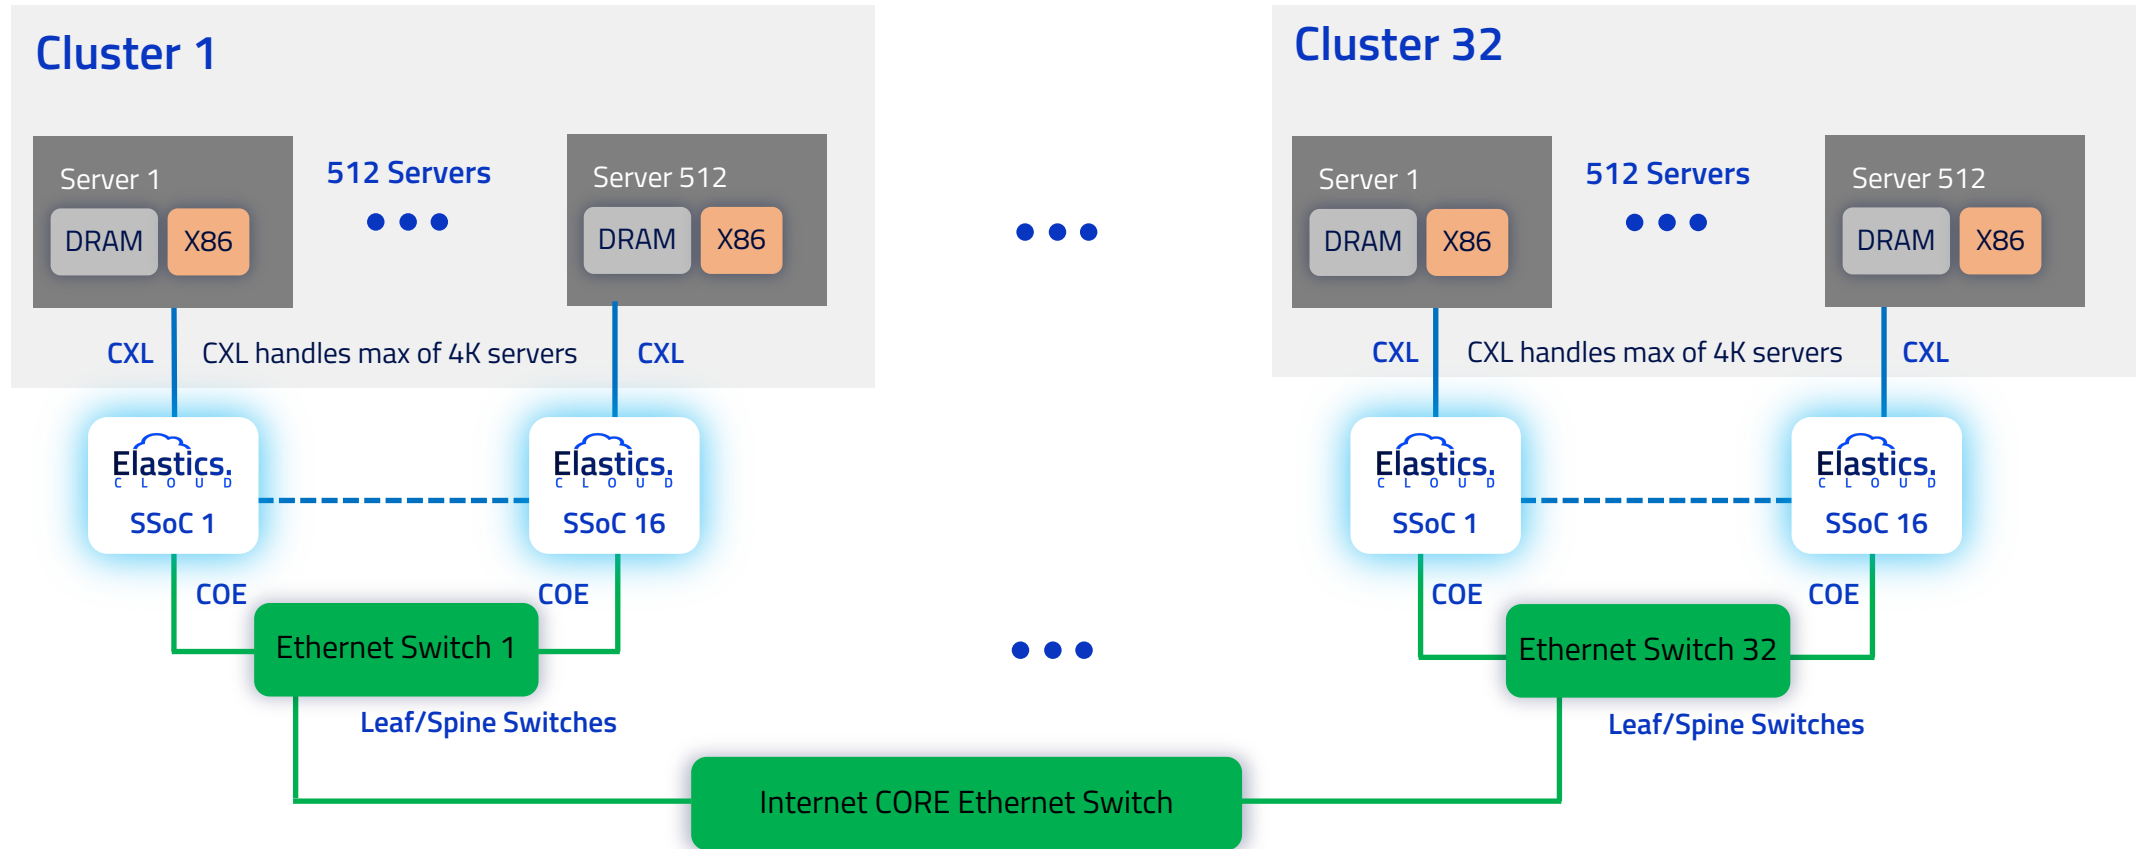 Cluster 1
Server 1
DRAM
X86
512 Servers
Server 512
DRAM
X86
CXL
CXL handles max of 4K servers
CXL
Elastics.
CLOUD
SSoC 1
Elastics.
CLOUD
SSoC 16
COE
COE
Ethernet Switch 1
Leaf/Spine Switches
Cluster 32
Server 1
DRAM
X86
512 Servers
Server 512
DRAM
X86
CXL
CXL handles max of 4K servers
CXL
Elastics.
CLOUD
SSoC 1
Elastics.
CLOUD
SSoC 16
COE
COE
Ethernet Switch 32
Leaf/Spine Switches
Internet CORE Ethernet Switch